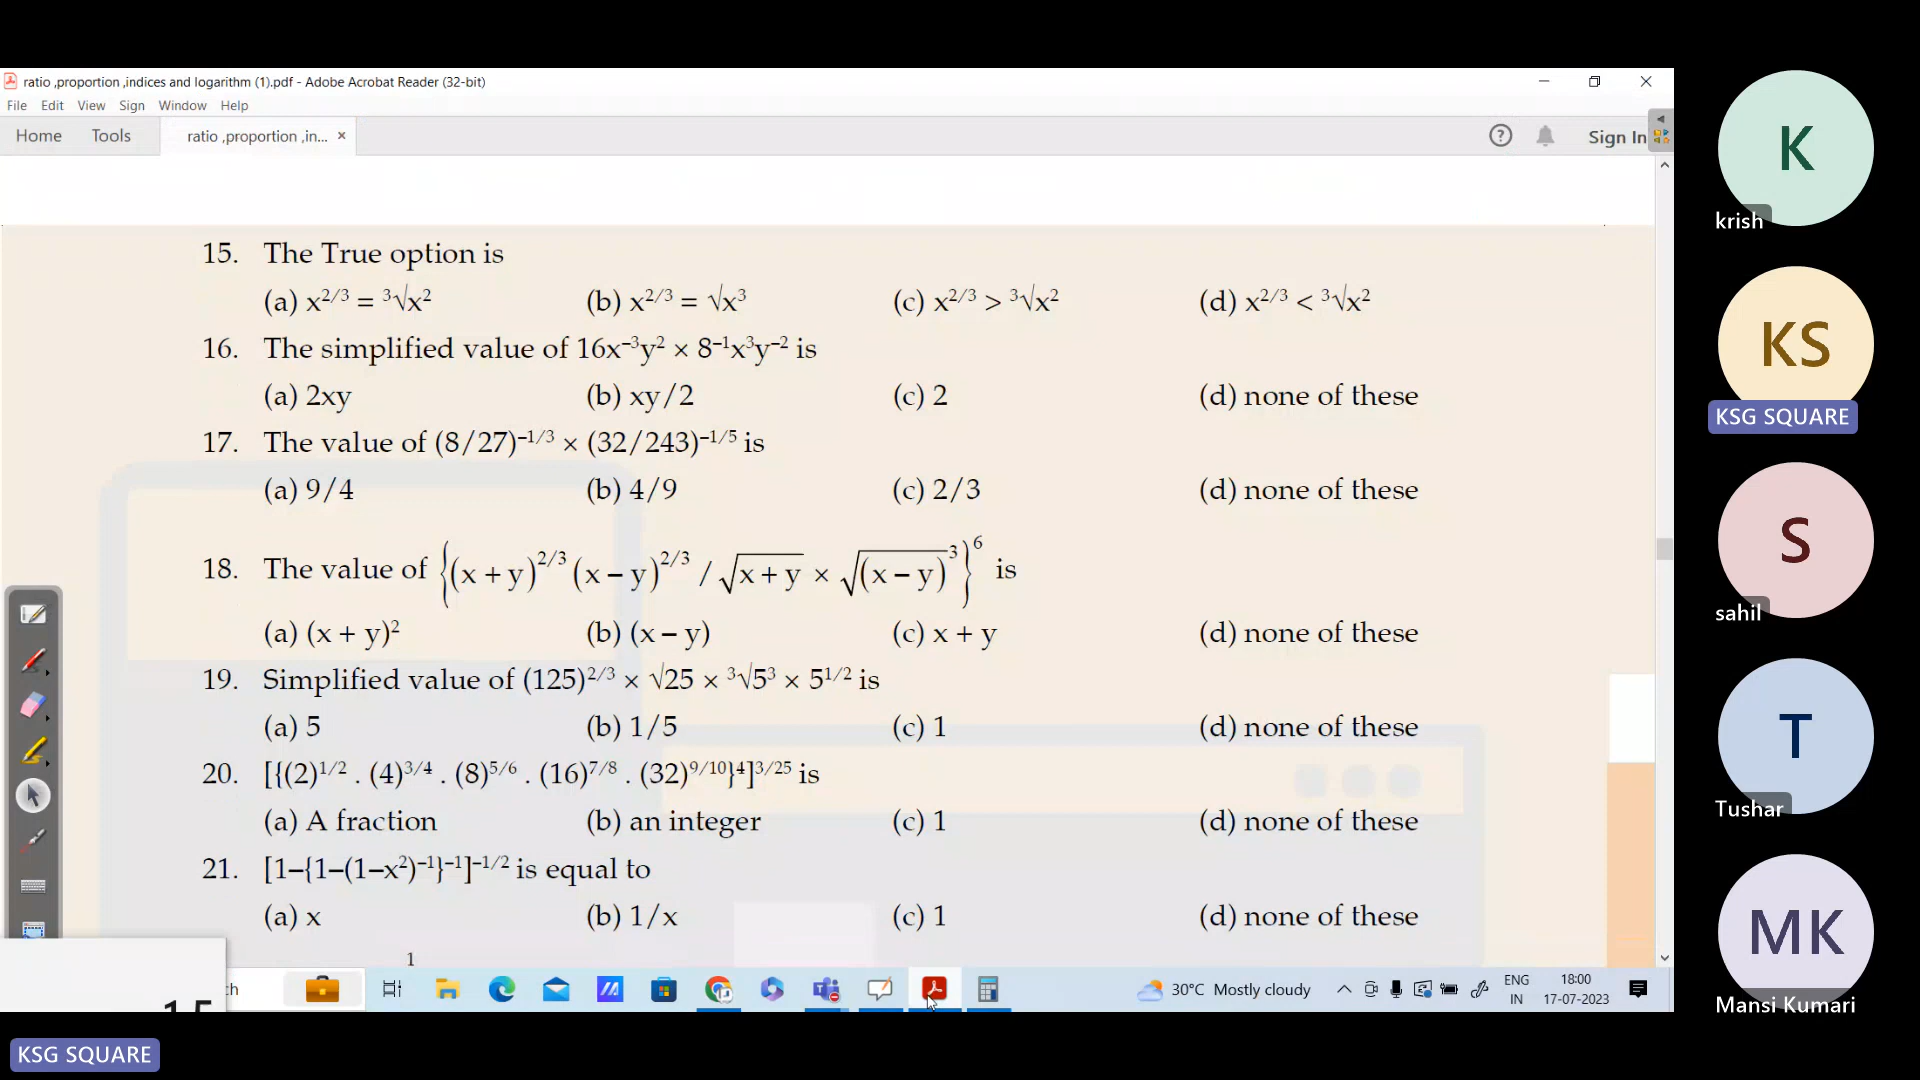 ratio ,proportion ,indices and logarithm (1).pdf - Adobe Acrobat Reader (32-bit)
File Edit View Sign Window Help
Home Tools ratio ,proportion ,in... × Sign In
15. The True option is
(a) x^2/3 = ³√x² (b) x^2/3 = √x³ (c) x^2/3 > ³√x² (d) x^2/3 < ³√x²
16. The simplified value of 16x⁻³y² × 8⁻¹x³y⁻² is
(a) 2xy (b) xy/2 (c) 2 (d) none of these
17. The value of (8/27)^–1/3 × (32/243)^–1/5 is
(a) 9/4 (b) 4/9 (c) 2/3 (d) none of these
18. The value of {(x + y)^2/3 (x – y)^2/3 / √(x + y) × √(x – y)^3}^6 is
(a) (x + y)² (b) (x – y) (c) x + y (d) none of these
19. Simplified value of (125)^2/3 × √25 × ³√5³ × 5^1/2 is
(a) 5 (b) 1/5 (c) 1 (d) none of these
20. [{(2)^1/2 . (4)^3/4 . (8)^5/6 . (16)^7/8 . (32)^9/10}⁴]^3/25 is
(a) A fraction (b) an integer (c) 1 (d) none of these
21. [1–{1–(1–x²)⁻¹}⁻¹]^–1/2 is equal to
(a) x (b) 1/x (c) 1 (d) none of these
1
15
ch
30°C Mostly cloudy
ENG
IN
18:00
17-07-2023
KSG SQUARE
K
krish
KS
KSG SQUARE
S
sahil
T
Tushar
MK
Mansi Kumari